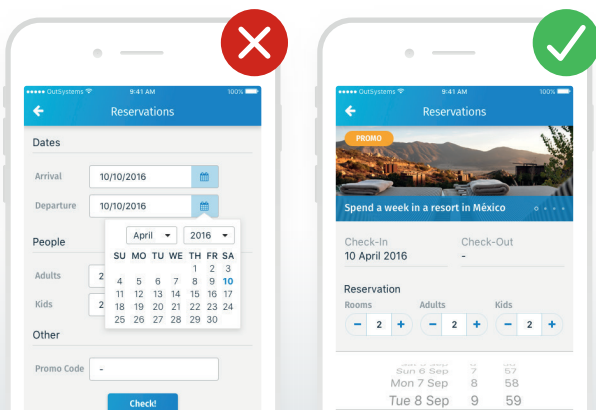 OutSystems 9:41 AM 100%
Reservations
Dates
Arrival 10/10/2016
Departure 10/10/2016
April 2016
SU MO TU WE TH FR SA
1 2 3
4 5 6 7 8 9 10
11 12 13 14 15 16 17
18 19 20 21 22 23 24
25 26 27 28 29 30
People
Adults 2
Kids 2
Other
Promo Code -
Check!
OutSystems 9:41 AM 100%
Reservations
PROMO
Spend a week in a resort in México
Check-In Check-Out
10 April 2016 -
Reservation
Rooms Adults Kids
- 2 + - 2 + - 2 +
Sun 6 Sep 7 57
Mon 7 Sep 8 58
Tue 8 Sep 9 59